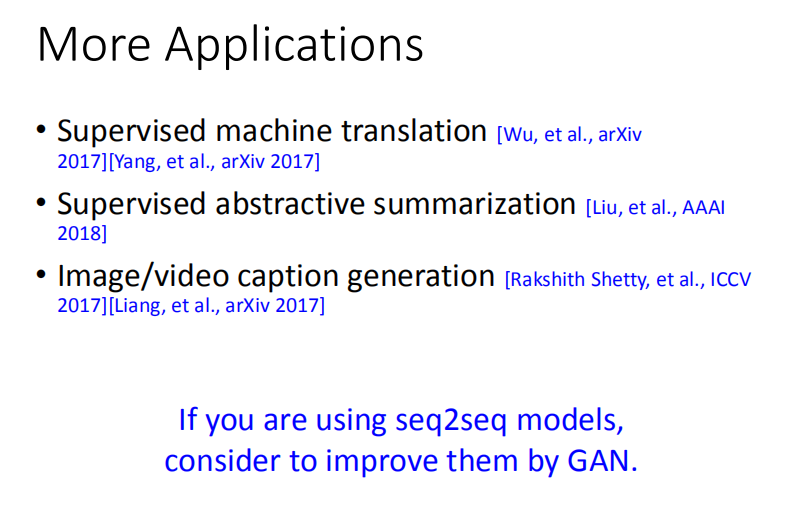 More Applications
• Supervised machine translation [Wu, et al., arXiv
2017][Yang, et al., arXiv 2017]
• Supervised abstractive summarization [Liu, et al., AAAI
2018]
• Image/video caption generation [Rakshith Shetty, et al., ICCV
2017][Liang, et al., arXiv 2017]
If you are using seq2seq models,
consider to improve them by GAN.